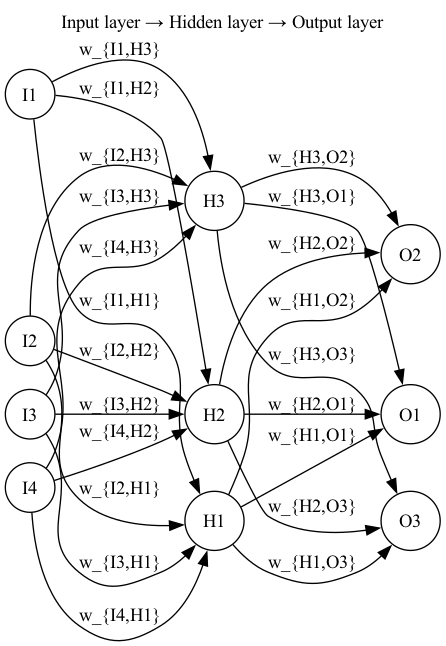 Input layer → Hidden layer → Output layer
w_{I1,H3}
I1
w_{I1,H2}
w_{I2,H3}
w_{H3,O2}
w_{I3,H3}
H3
w_{H3,O1}
w_{I4,H3}
w_{H2,O2}
O2
w_{I1,H1}
w_{H1,O2}
I2
w_{I2,H2}
w_{H3,O3}
I3
w_{I3,H2}
H2
w_{H2,O1}
O1
w_{I4,H2}
w_{H1,O1}
I4
w_{I2,H1}
w_{H2,O3}
H1
O3
w_{I3,H1}
w_{H1,O3}
w_{I4,H1}